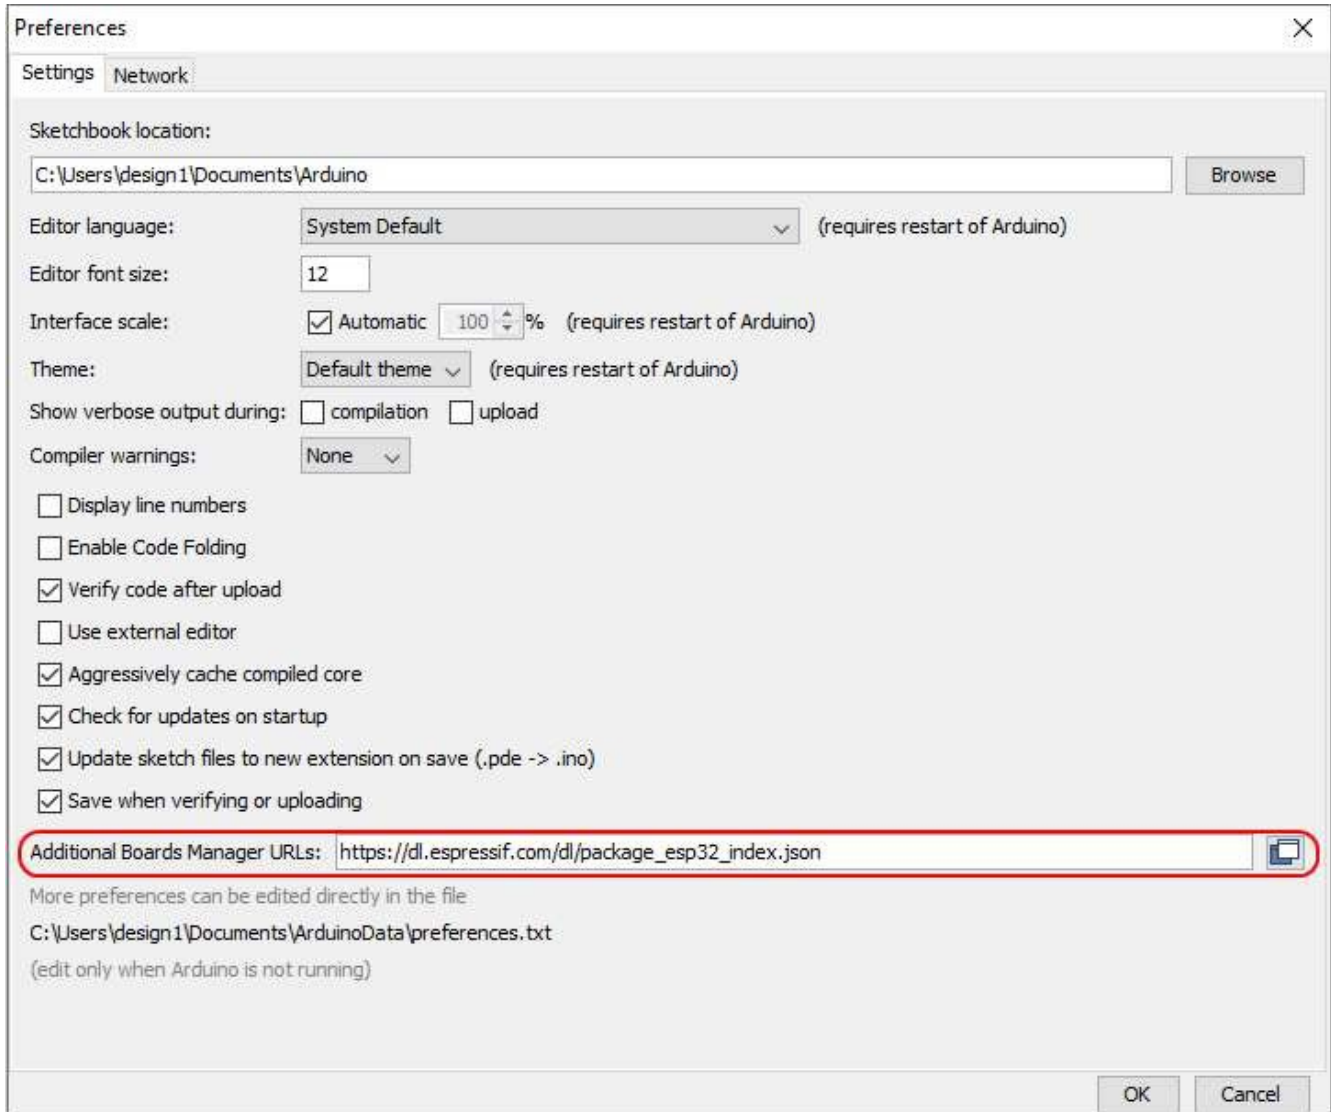 Preferences
Settings Network
Sketchbook location:
C:\Users\design1\Documents\Arduino Browse
Editor language: System Default (requires restart of Arduino)
Editor font size: 12
Interface scale: Automatic 100 % (requires restart of Arduino)
Theme: Default theme (requires restart of Arduino)
Show verbose output during: compilation upload
Compiler warnings: None
Display line numbers
Enable Code Folding
Verify code after upload
Use external editor
Aggressively cache compiled core
Check for updates on startup
Update sketch files to new extension on save (.pde -> .ino)
Save when verifying or uploading
Additional Boards Manager URLs: https://dl.espressif.com/dl/package_esp32_index.json
More preferences can be edited directly in the file
C:\Users\design1\Documents\ArduinoData\preferences.txt
(edit only when Arduino is not running)
OK Cancel